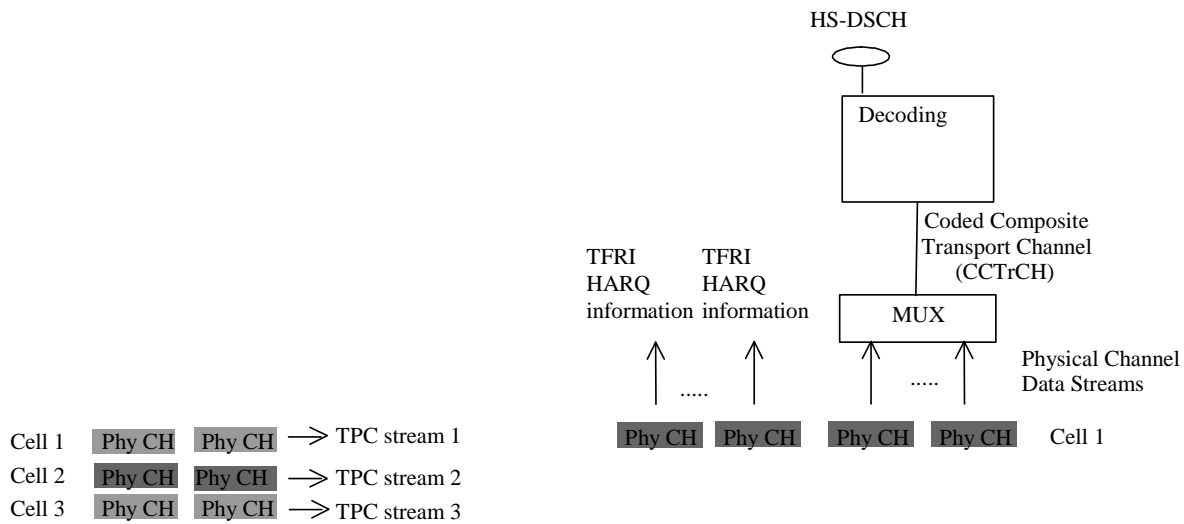 HS-DSCH
Decoding
Coded Composite
Transport Channel
(CCTrCH)
TFRI
HARQ
information
TFRI
HARQ
information
MUX
Physical Channel
Data Streams
.....
.....
Phy CH Phy CH Phy CH Phy CH Cell 1
Cell 1 Phy CH Phy CH TPC stream 1
Cell 2 Phy CH Phy CH TPC stream 2
Cell 3 Phy CH Phy CH TPC stream 3